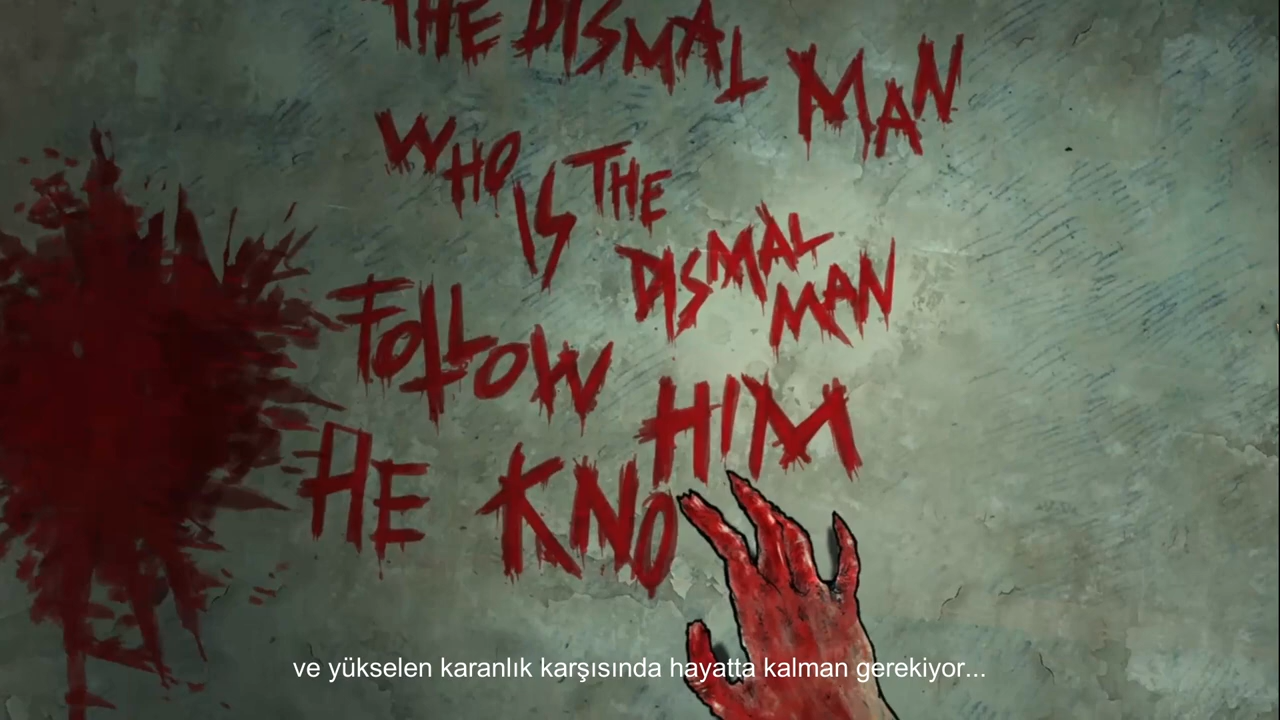 THE DISMAL MAN
WHO IS THE DISMAL MAN
FOLLOW HIM
HE KNO
ve yükselen karanlık karşısında hayatta kalman gerekiyor...